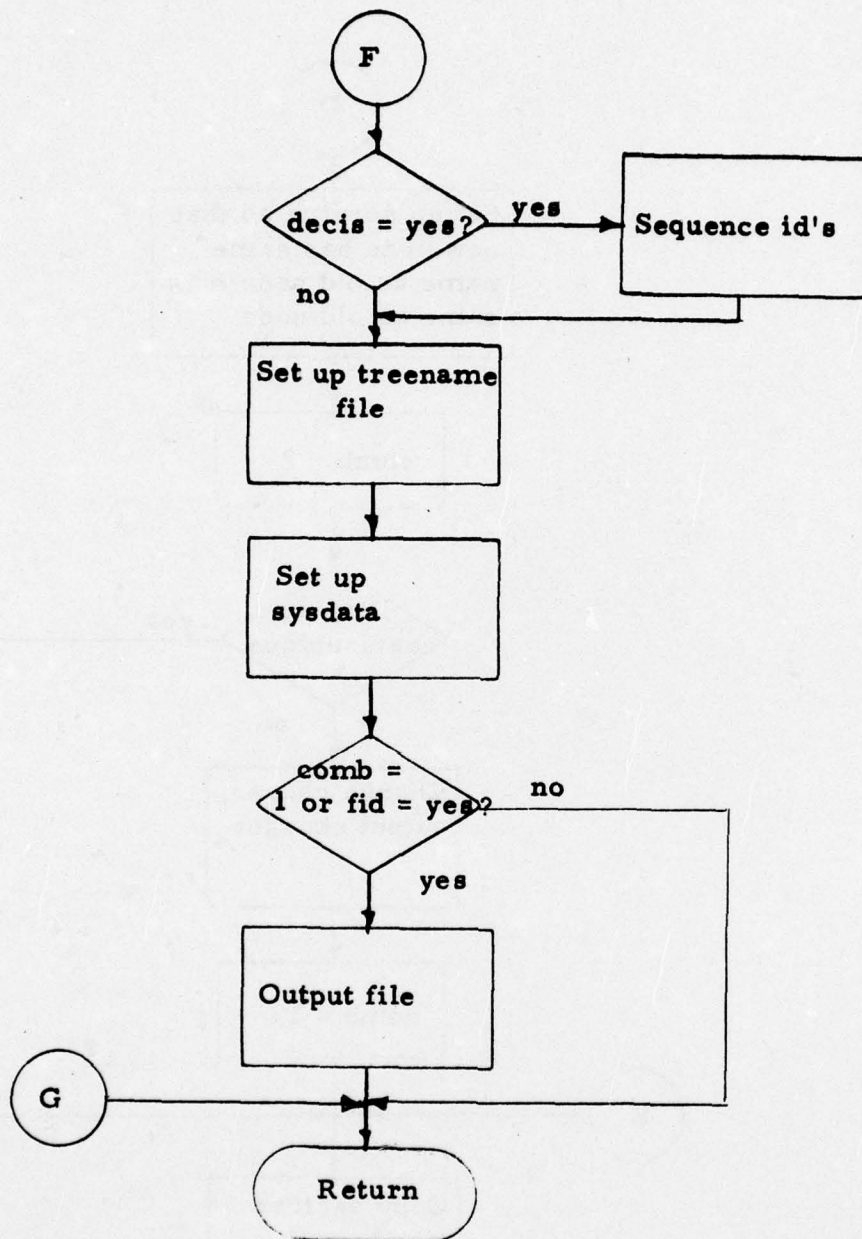 F
decis = yes?
yes
Sequence id's
no
Set up treename
file
Set up
sysdata
comb =
1 or fid = yes?
no
yes
Output file
G
Return